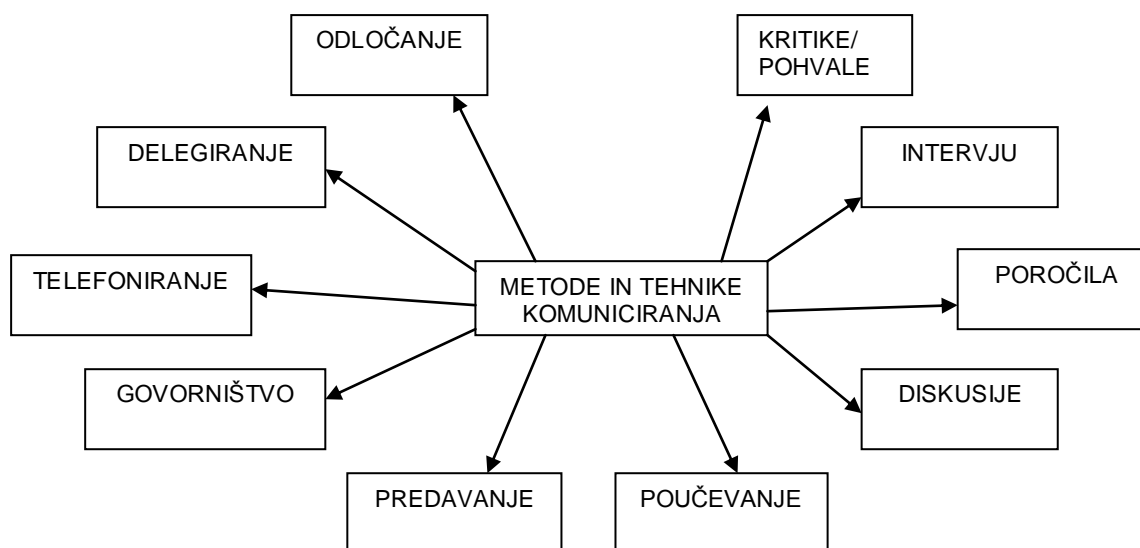 ODLOČANJE
KRITIKE/
POHVALE
DELEGIRANJE
INTERVJU
TELEFONIRANJE
METODE IN TEHNIKE
KOMUNICIRANJA
POROČILA
GOVORNIŠTVO
DISKUSIJE
PREDAVANJE
POUČEVANJE